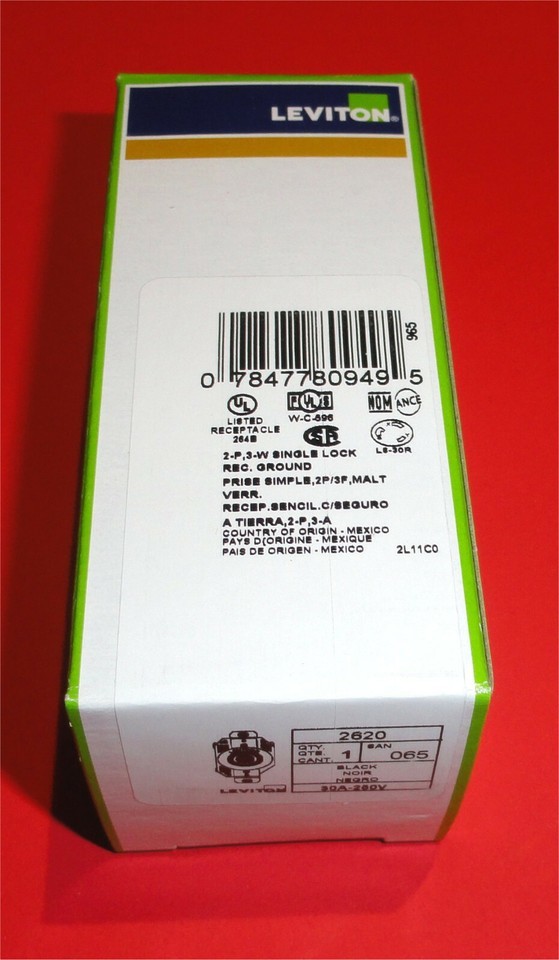 LEVITON®
965
0 78477 80949 5
UL
LISTED
RECEPTACLE
264B
F UL S
W-C-596
NOM ANCE
L6-30R
2-P,3-W SINGLE LOCK
REC. GROUND
PRISE SIMPLE,2P/3F,MALT
VERR.
RECEP.SENCIL.C/SEGURO
A TIERRA,2-P,3-A
COUNTRY OF ORIGIN - MEXICO
PAYS D(ORIGINE - MEXIQUE
PAIS DE ORIGEN - MEXICO
2L11C0
2620
QTY.
QTE.
CANT.
1
SAN
065
BLACK
NOIR
NEGRO
30A-250V
LEVITON